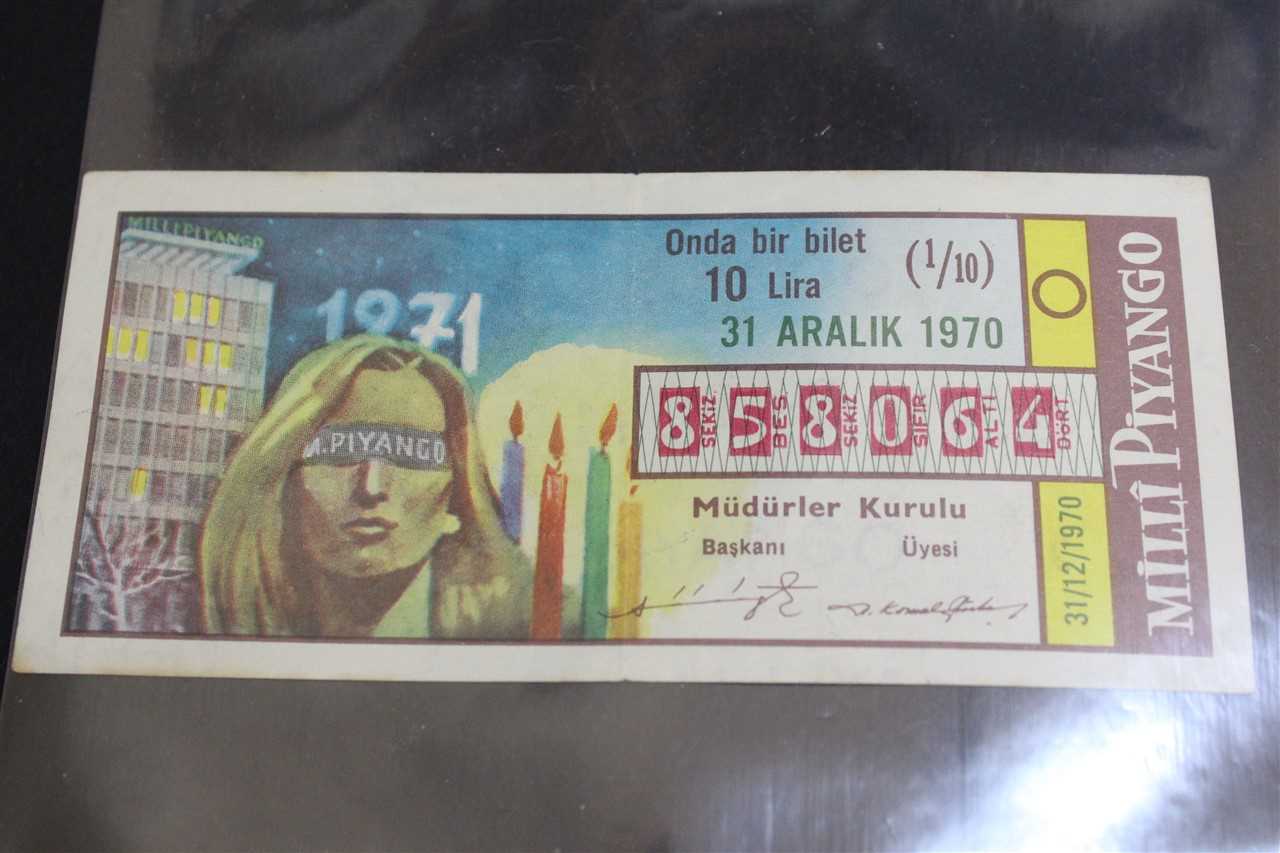 MİLLİ PİYANGO
1971
M.PİYANGO
Onda bir bilet
10 Lira
(1/10)
31 ARALIK 1970
O
8 SEKİZ 5 BEŞ 8 SEKİZ 0 SIFIR 6 ALTI 4 DÖRT
Müdürler Kurulu
Başkanı Üyesi
31/12/1970
MİLLÎ PİYANGO